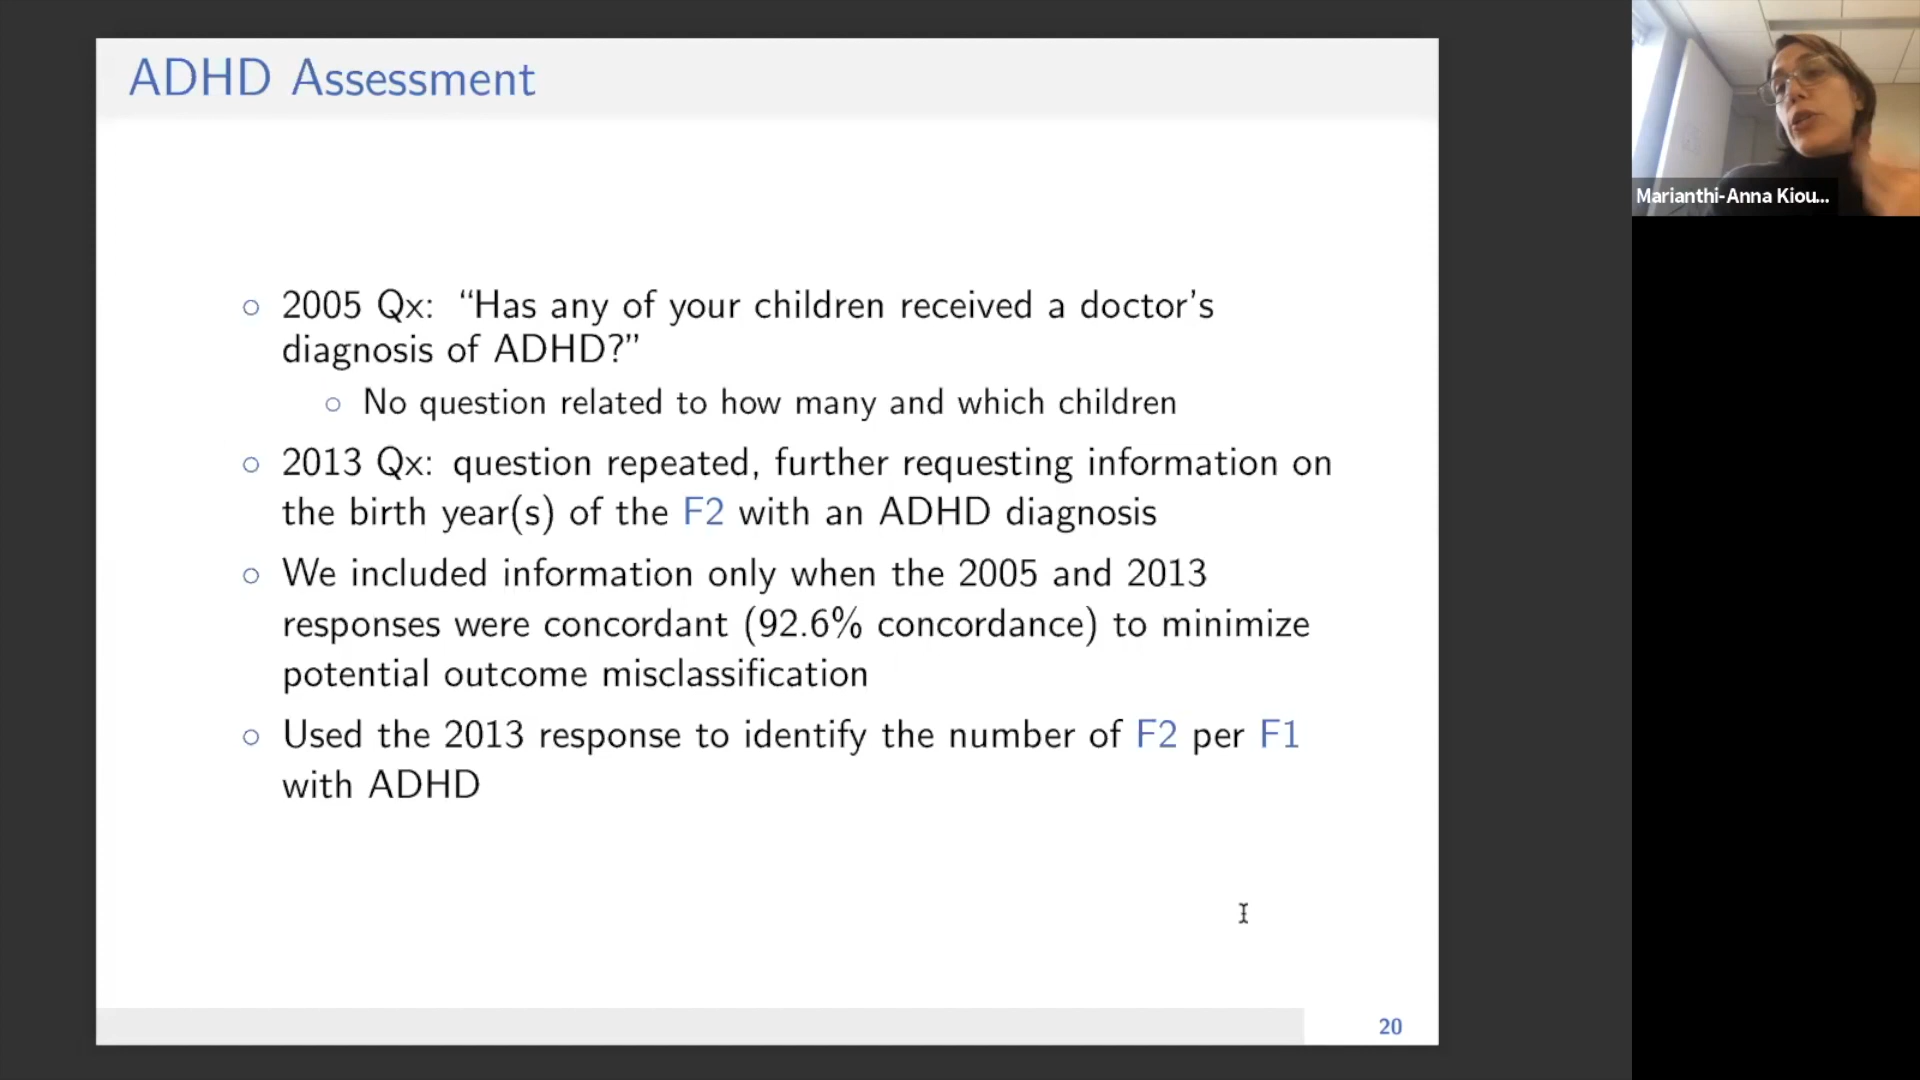 ADHD Assessment
○ 2005 Qx: “Has any of your children received a doctor’s
diagnosis of ADHD?”
○ No question related to how many and which children
○ 2013 Qx: question repeated, further requesting information on
the birth year(s) of the F2 with an ADHD diagnosis
○ We included information only when the 2005 and 2013
responses were concordant (92.6% concordance) to minimize
potential outcome misclassification
○ Used the 2013 response to identify the number of F2 per F1
with ADHD
20
Marianthi-Anna Kiou...